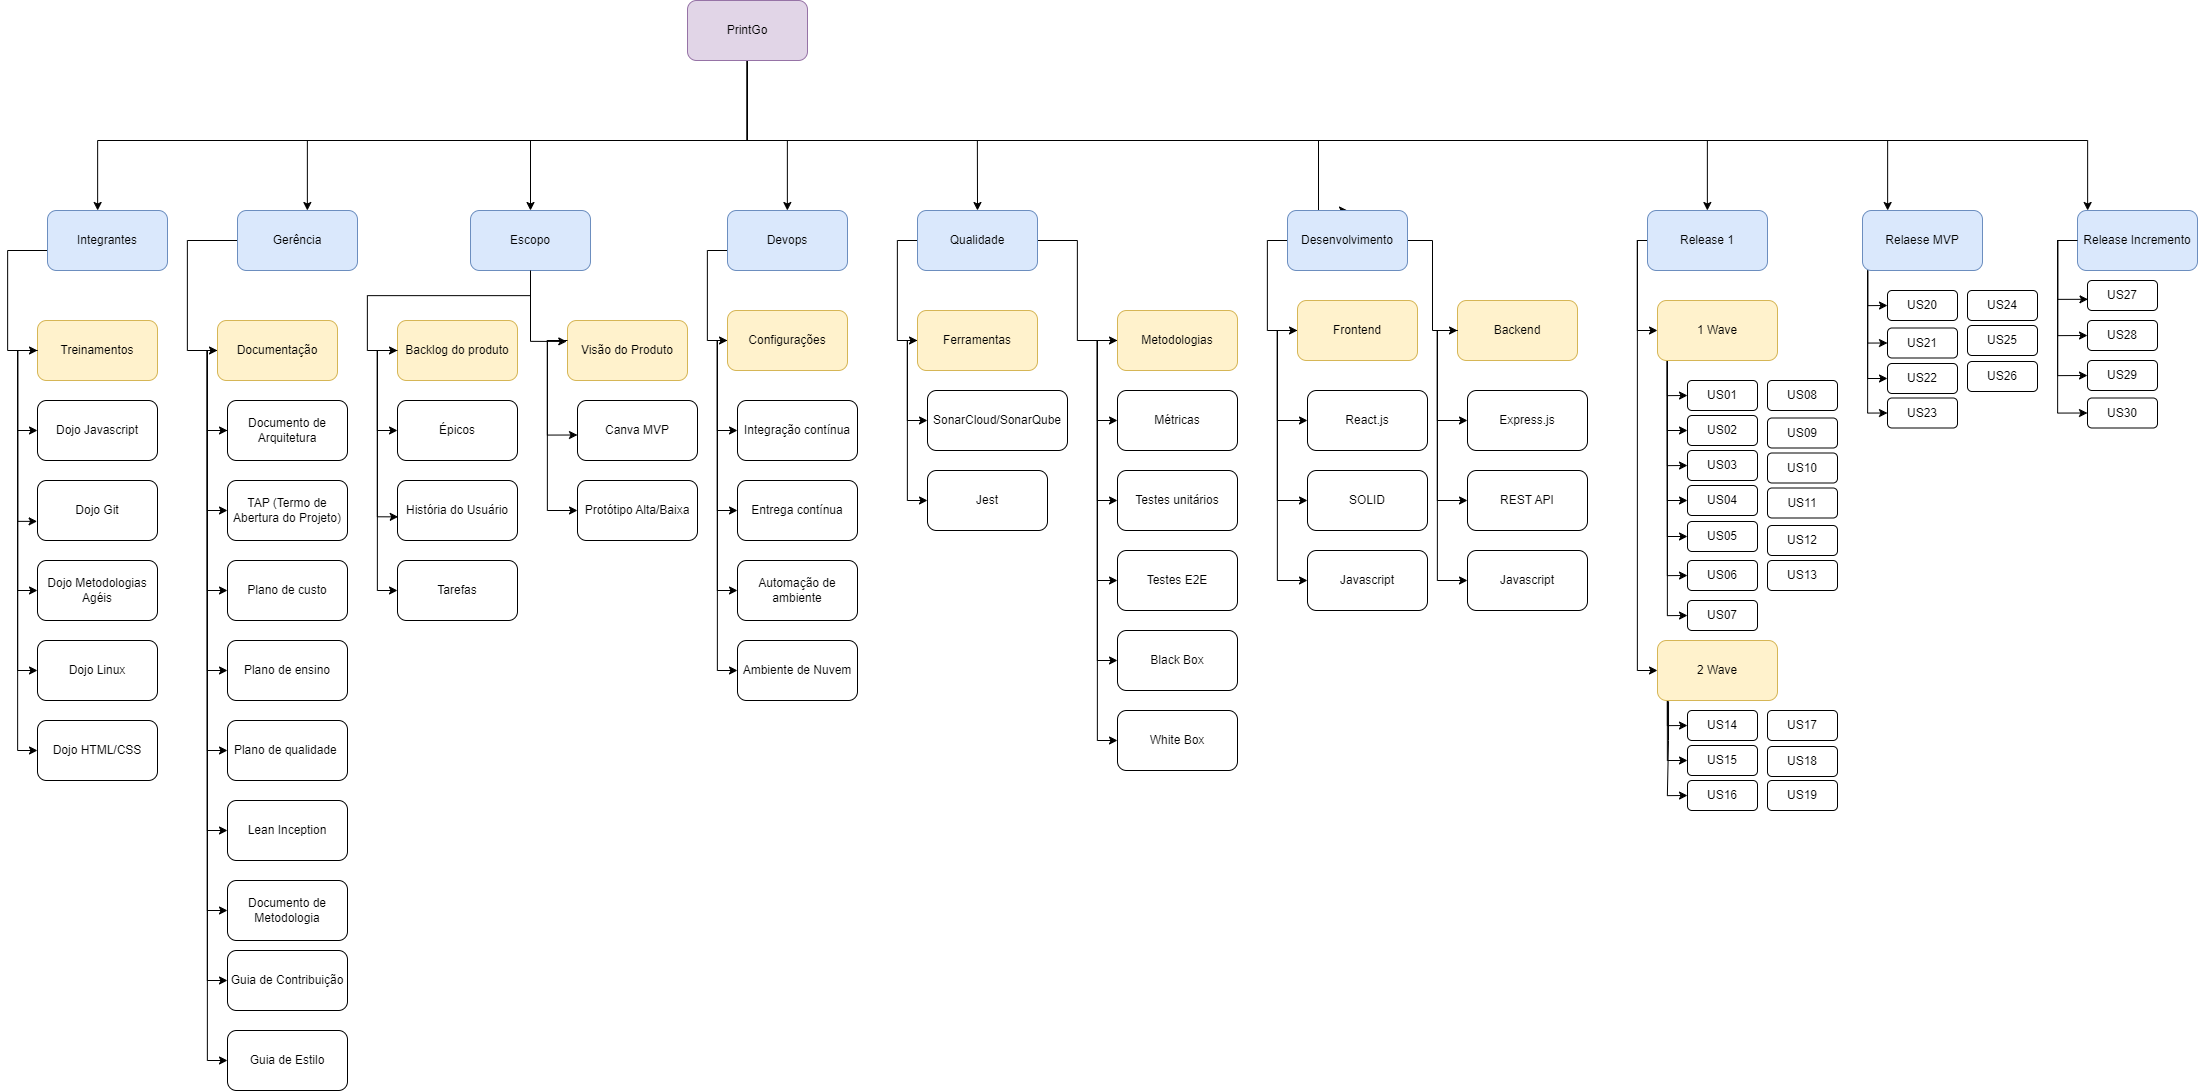 PrintGo
Integrantes
Gerência
Escopo
Devops
Qualidade
Desenvolvimento
Release 1
Relaese MVP
Release Incremento
Treinamentos
Dojo Javascript
Dojo Git
Dojo Metodologias
Agéis
Dojo Linux
Dojo HTML/CSS
Documentação
Documento de
Arquitetura
TAP (Termo de
Abertura do Projeto)
Plano de custo
Plano de ensino
Plano de qualidade
Lean Inception
Documento de
Metodologia
Guia de Contribuição
Guia de Estilo
Backlog do produto
Épicos
História do Usuário
Tarefas
Visão do Produto
Canva MVP
Protótipo Alta/Baixa
Configurações
Integração contínua
Entrega contínua
Automação de
ambiente
Ambiente de Nuvem
Ferramentas
SonarCloud/SonarQube
Jest
Metodologias
Métricas
Testes unitários
Testes E2E
Black Box
White Box
Frontend
React.js
SOLID
Javascript
Backend
Express.js
REST API
Javascript
1 Wave
US01
US02
US03
US04
US05
US06
US07
US08
US09
US10
US11
US12
US13
2 Wave
US14
US15
US16
US17
US18
US19
US20
US21
US22
US23
US24
US25
US26
US27
US28
US29
US30